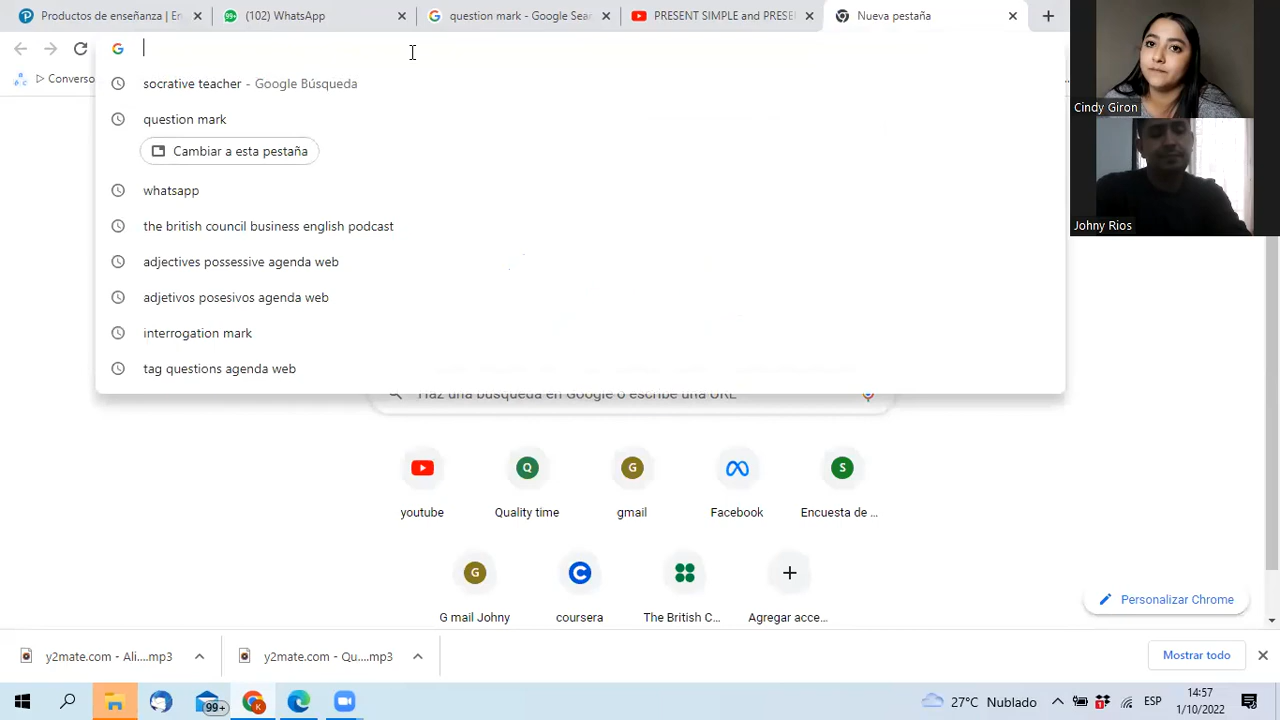 Productos de enseñanza | En
(102) WhatsApp
question mark - Google Sear
PRESENT SIMPLE and PRESE
Nueva pestaña
G
▷ Converso
socrative teacher - Google Búsqueda
question mark
Cambiar a esta pestaña
whatsapp
the british council business english podcast
adjectives possessive agenda web
adjetivos posesivos agenda web
interrogation mark
tag questions agenda web
Haz una búsqueda en Google o escribe una URL
Q
G
S
youtube
Quality time
gmail
Facebook
Encuesta de ...
G
G mail Johny
coursera
The British C...
Agregar acce...
Personalizar Chrome
Cindy Giron
Johny Rios
y2mate.com - Ali....mp3
y2mate.com - Qu....mp3
Mostrar todo
99+
K
27°C Nublado
1
ESP
14:57
1/10/2022